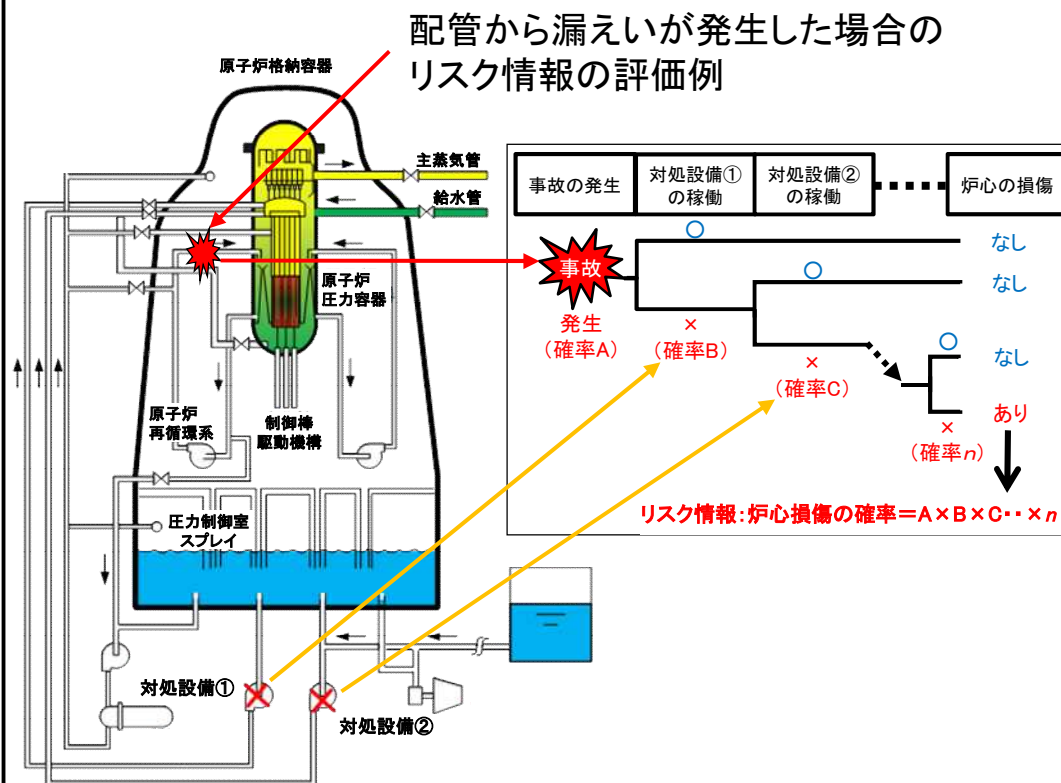 配管から漏えいが発生した場合の
リスク情報の評価例
原子炉格納容器
主蒸気管
給水管
原子炉
圧力容器
原子炉
再循環系
制御棒
駆動機構
圧力制御室
スプレイ
対処設備①
対処設備②
事故の発生
対処設備①
の稼働
対処設備②
の稼働
炉心の損傷
○
なし
事故
○
なし
発生
(確率A)
×
(確率B)
×
(確率C)
○
なし
あり
×
(確率n)
リスク情報:炉心損傷の確率=A×B×C‥×n